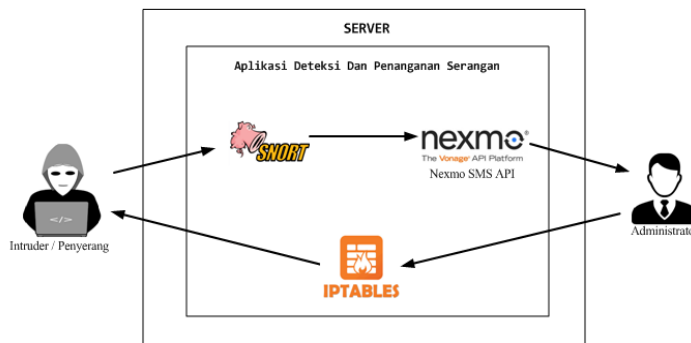 SERVER
Aplikasi Deteksi Dan Penanganan Serangan
SNORT
nexmo®
The Vonage® API Platform
Nexmo SMS API
</>
Intruder / Penyerang
Administrato
IPTABLES